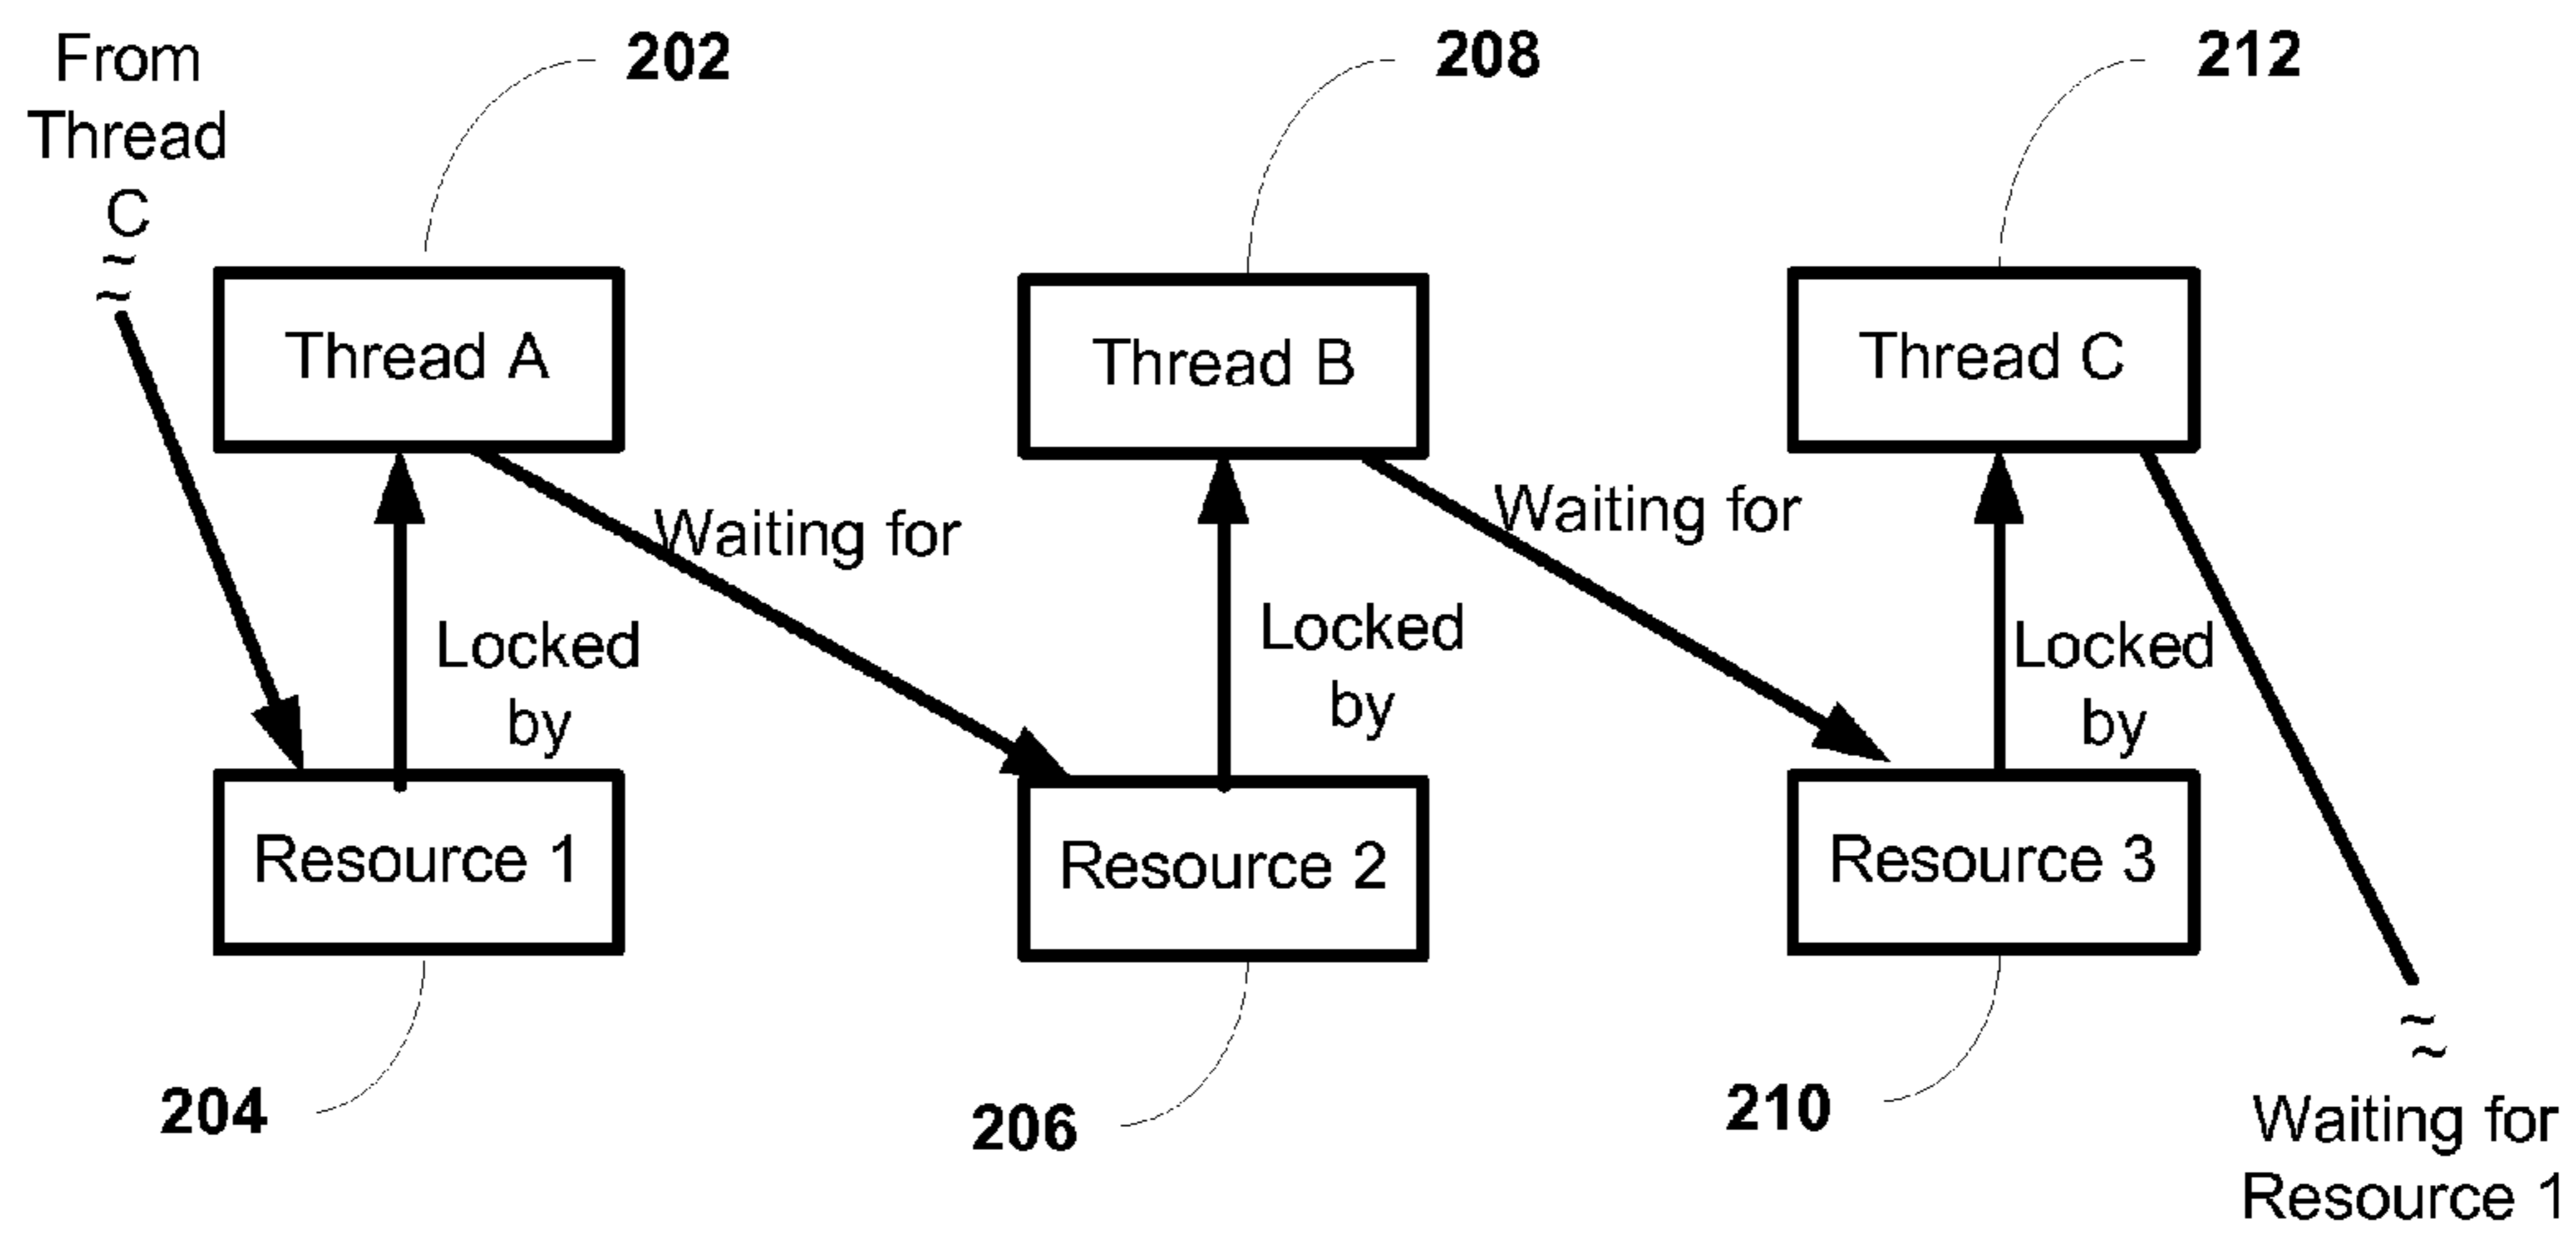 From
Thread
C
202
208
212
Thread A
Thread B
Thread C
Waiting for
Waiting for
Locked
by
Locked
by
Locked
by
Resource 1
Resource 2
Resource 3
204
206
210
Waiting for
Resource 1